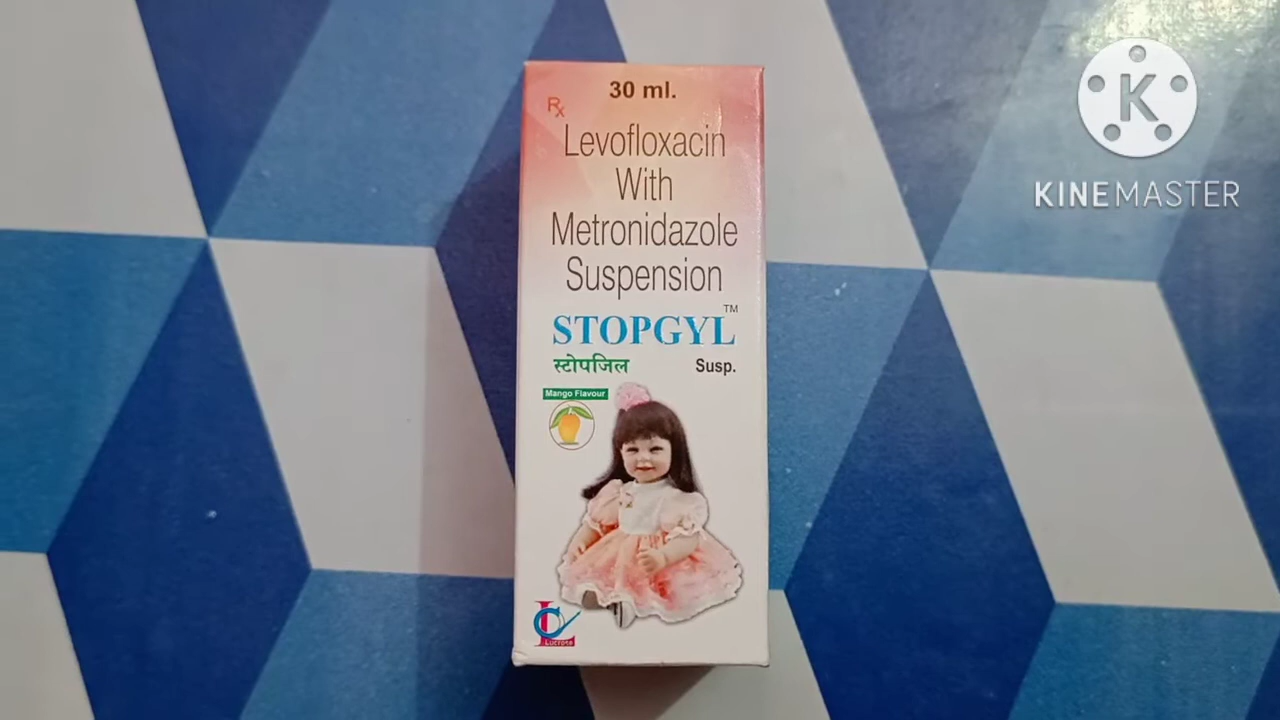 30 ml.
Rx
Levofloxacin
With
Metronidazole
Suspension
STOPGYL™
स्टोपजिल Susp.
Mango Flavour
K
KINEMASTER